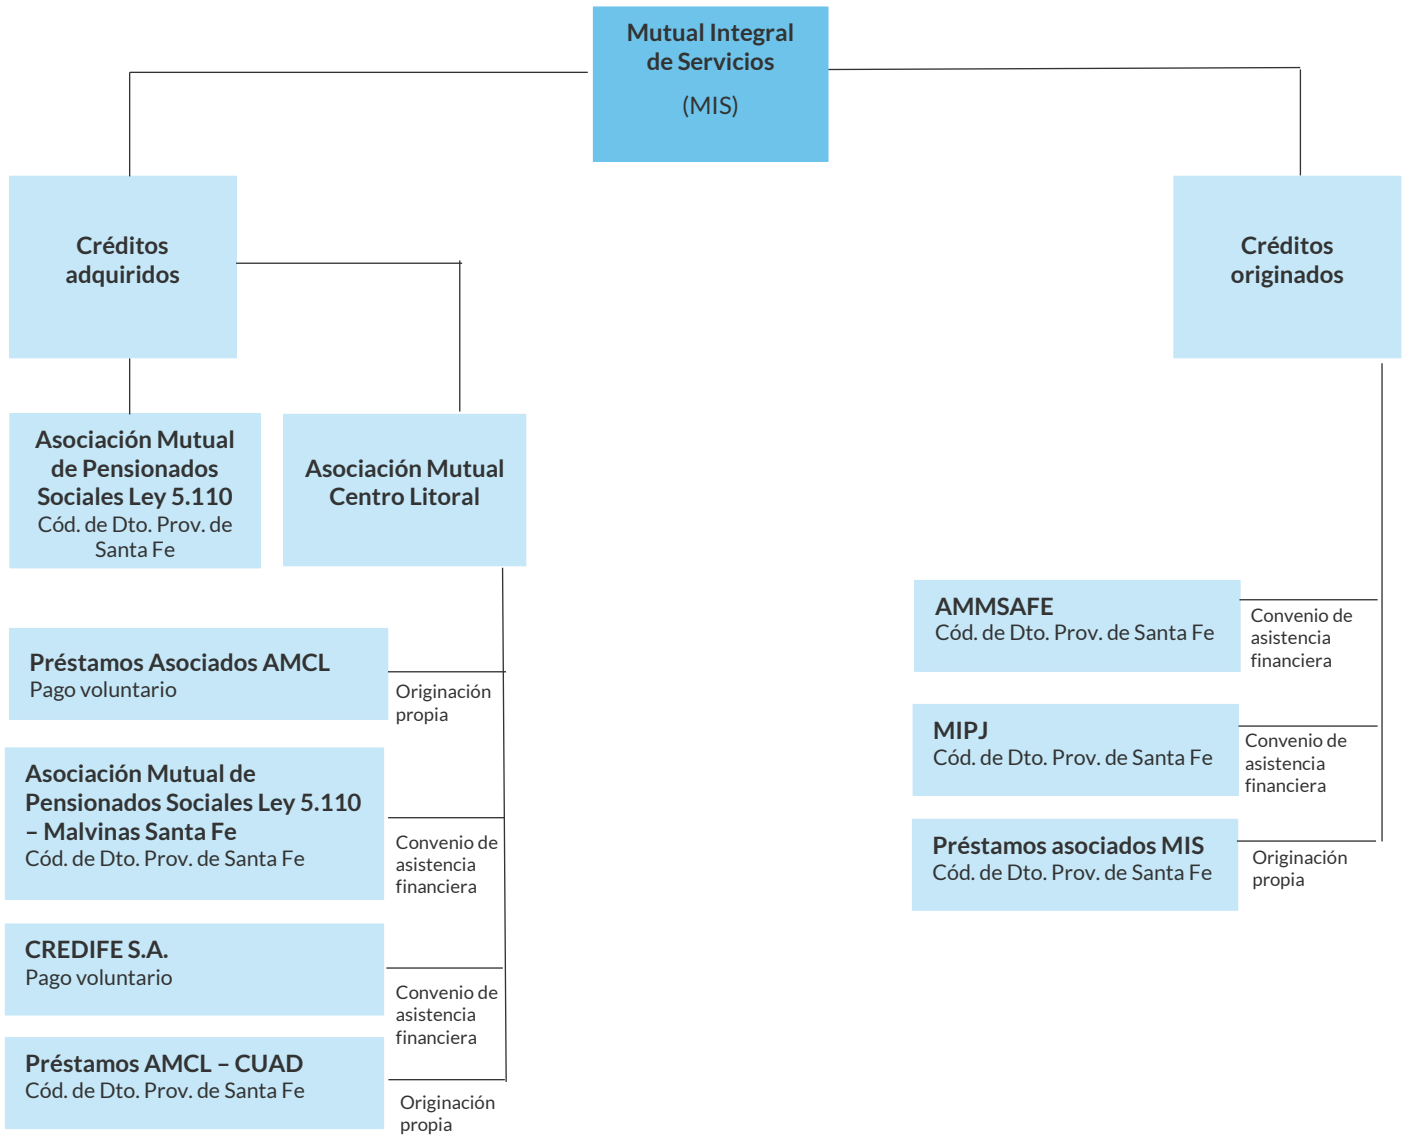 Mutual Integral
de Servicios
(MIS)
Créditos
adquiridos
Créditos
originados
Asociación Mutual
de Pensionados
Sociales Ley 5.110
Cód. de Dto. Prov. de
Santa Fe
Asociación Mutual
Centro Litoral
Préstamos Asociados AMCL
Pago voluntario
Originación
propia
Asociación Mutual de
Pensionados Sociales Ley 5.110
– Malvinas Santa Fe
Cód. de Dto. Prov. de Santa Fe
Convenio de
asistencia
financiera
CREDIFE S.A.
Pago voluntario
Convenio de
asistencia
financiera
Préstamos AMCL – CUAD
Cód. de Dto. Prov. de Santa Fe
Originación
propia
AMMSAFE
Cód. de Dto. Prov. de Santa Fe
Convenio de
asistencia
financiera
MIPJ
Cód. de Dto. Prov. de Santa Fe
Convenio de
asistencia
financiera
Préstamos asociados MIS
Cód. de Dto. Prov. de Santa Fe
Originación
propia